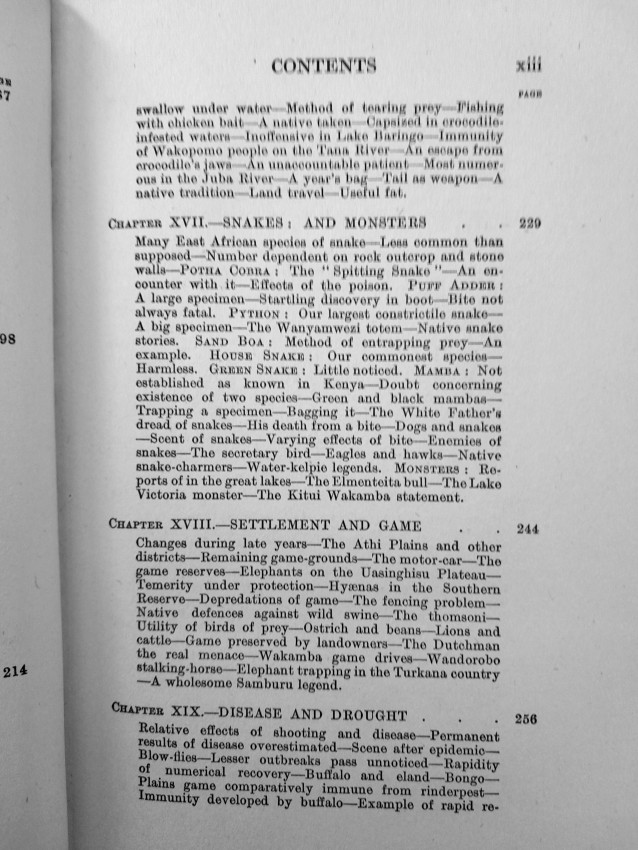 CONTENTS xiii
PAGE
swallow under water—Method of tearing prey—Fishing
with chicken bait—A native taken—Capsized in crocodile-
infested waters—Inoffensive in Lake Baringo—Immunity
of Wakopomo people on the Tana River—An escape from
crocodile's jaws—An unaccountable patient—Most numer-
ous in the Juba River—A year's bag—Tail as weapon—A
native tradition—Land travel—Useful fat.
CHAPTER XVII.—SNAKES: AND MONSTERS . . 229
Many East African species of snake—Less common than
supposed—Number dependent on rock outcrop and stone
walls—POTHA COBRA: The "Spitting Snake"—An en-
counter with it—Effects of the poison. PUFF ADDER:
A large specimen—Startling discovery in boot—Bite not
always fatal. PYTHON: Our largest constrictile snake—
A big specimen—The Wanyamwezi totem—Native snake
stories. SAND BOA: Method of entrapping prey—An
example. HOUSE SNAKE: Our commonest species—
Harmless. GREEN SNAKE: Little noticed. MAMBA: Not
established as known in Kenya—Doubt concerning
existence of two species—Green and black mambas—
Trapping a specimen—Bagging it—The White Father's
dread of snakes—His death from a bite—Dogs and snakes
—Scent of snakes—Varying effects of bite—Enemies of
snakes—The secretary bird—Eagles and hawks—Native
snake-charmers—Water-kelpie legends. MONSTERS: Re-
ports of in the great lakes—The Elmenteita bull—The Lake
Victoria monster—The Kitui Wakamba statement.
CHAPTER XVIII.—SETTLEMENT AND GAME . . 244
Changes during late years—The Athi Plains and other
districts—Remaining game-grounds—The motor-car—The
game reserves—Elephants on the Uasinghisu Plateau—
Temerity under protection—Hyænas in the Southern
Reserve—Depredations of game—The fencing problem—
Native defences against wild swine—The thomsoni—
Utility of birds of prey—Ostrich and beans—Lions and
cattle—Game preserved by landowners—The Dutchman
the real menace—Wakamba game drives—Wandorobo
stalking-horse—Elephant trapping in the Turkana country
—A wholesome Samburu legend.
CHAPTER XIX.—DISEASE AND DROUGHT . . . 256
Relative effects of shooting and disease—Permanent
results of disease overestimated—Scene after epidemic—
Blow-flies—Lesser outbreaks pass unnoticed—Rapidity
of numerical recovery—Buffalo and eland—Bongo—
Plains game comparatively immune from rinderpest—
Immunity developed by buffalo—Example of rapid re-
98
214